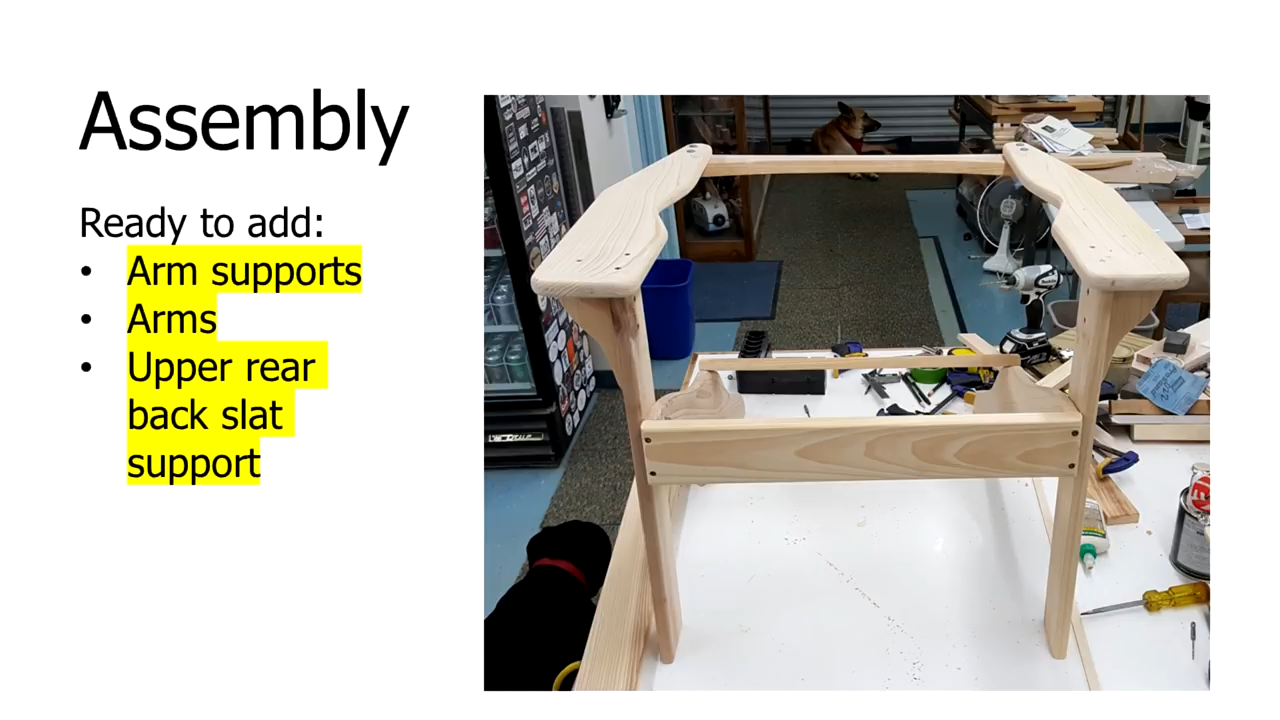 Assembly
Ready to add:
• Arm supports
• Arms
• Upper rear
back slat
support